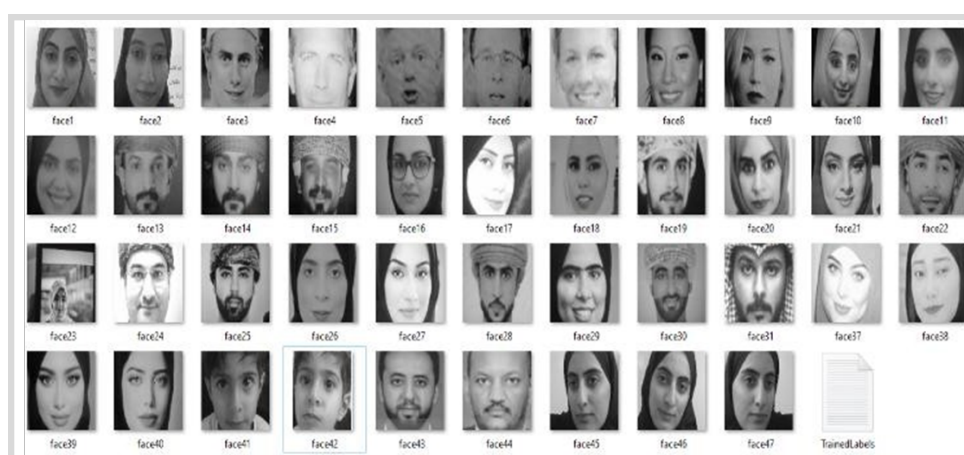 face1 face2 face3 face4 face5 face6 face7 face8 face9 face10 face11
face12 face13 face14 face15 face16 face17 face18 face19 face20 face21 face22
face23 face24 face25 face26 face27 face28 face29 face30 face31 face37 face38
face39 face40 face41 face42 face43 face44 face45 face46 face47 TrainedLabels